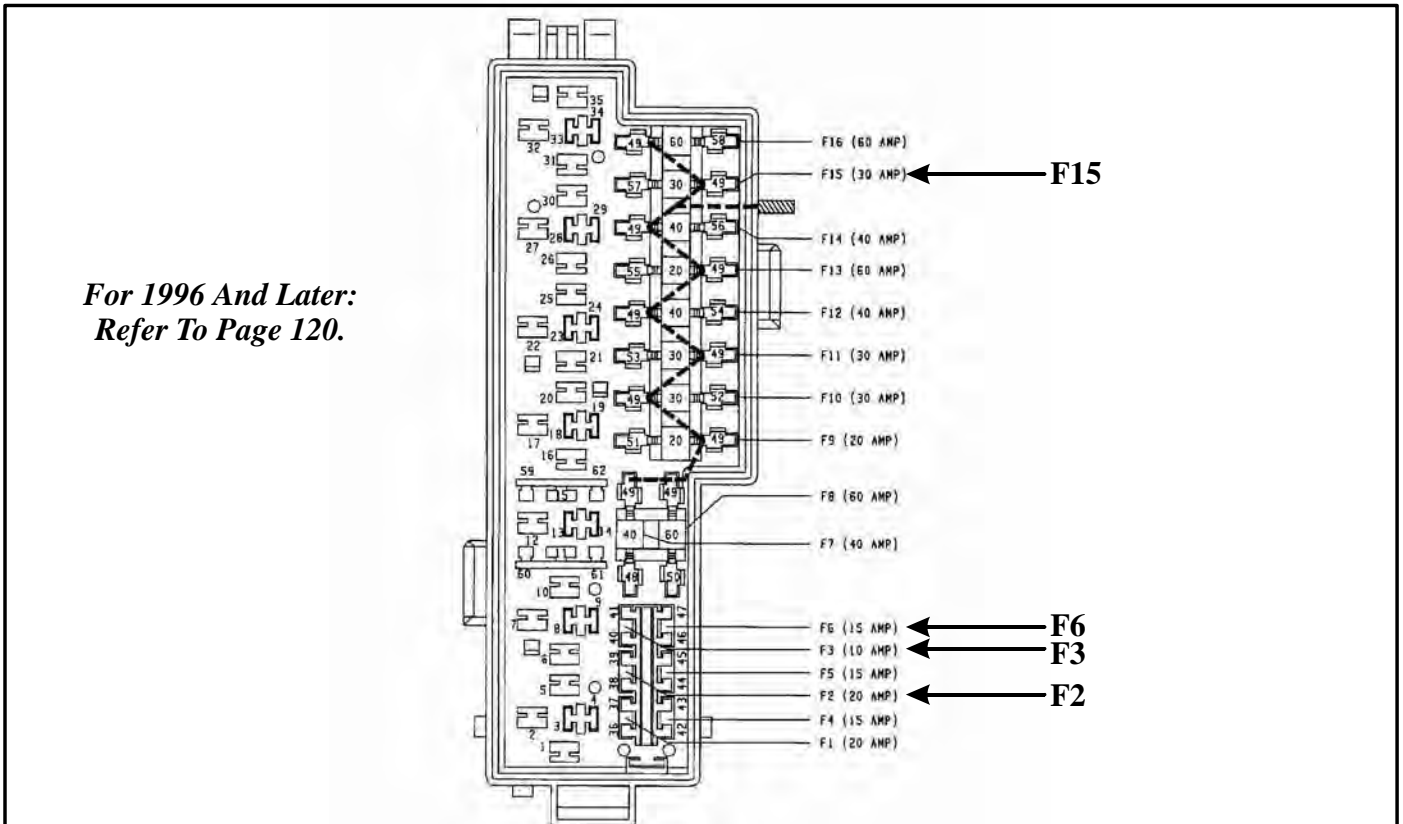 35
34
33
32
31
30
29
28
27
26
25
24
23
22
21
20
19
18
17
16
59 62
15
12 13 14
11
60 61
10
9
7 8
6
5
4
2 3
1
49 60 58
57 30 49
49 40 56
55 20 49
49 40 54
53 30 49
49 30 52
51 20 49
49 49
40 60
48 50
41 47
40 46
39 45
38 44
37 43
36 42
F16 (60 AMP)
F15 (30 AMP) F15
F14 (40 AMP)
F13 (60 AMP)
F12 (40 AMP)
F11 (30 AMP)
F10 (30 AMP)
F9 (20 AMP)
F8 (60 AMP)
F7 (40 AMP)
F6 (15 AMP) F6
F3 (10 AMP) F3
F5 (15 AMP)
F2 (20 AMP) F2
F4 (15 AMP)
F1 (20 AMP)
For 1996 And Later:
Refer To Page 120.